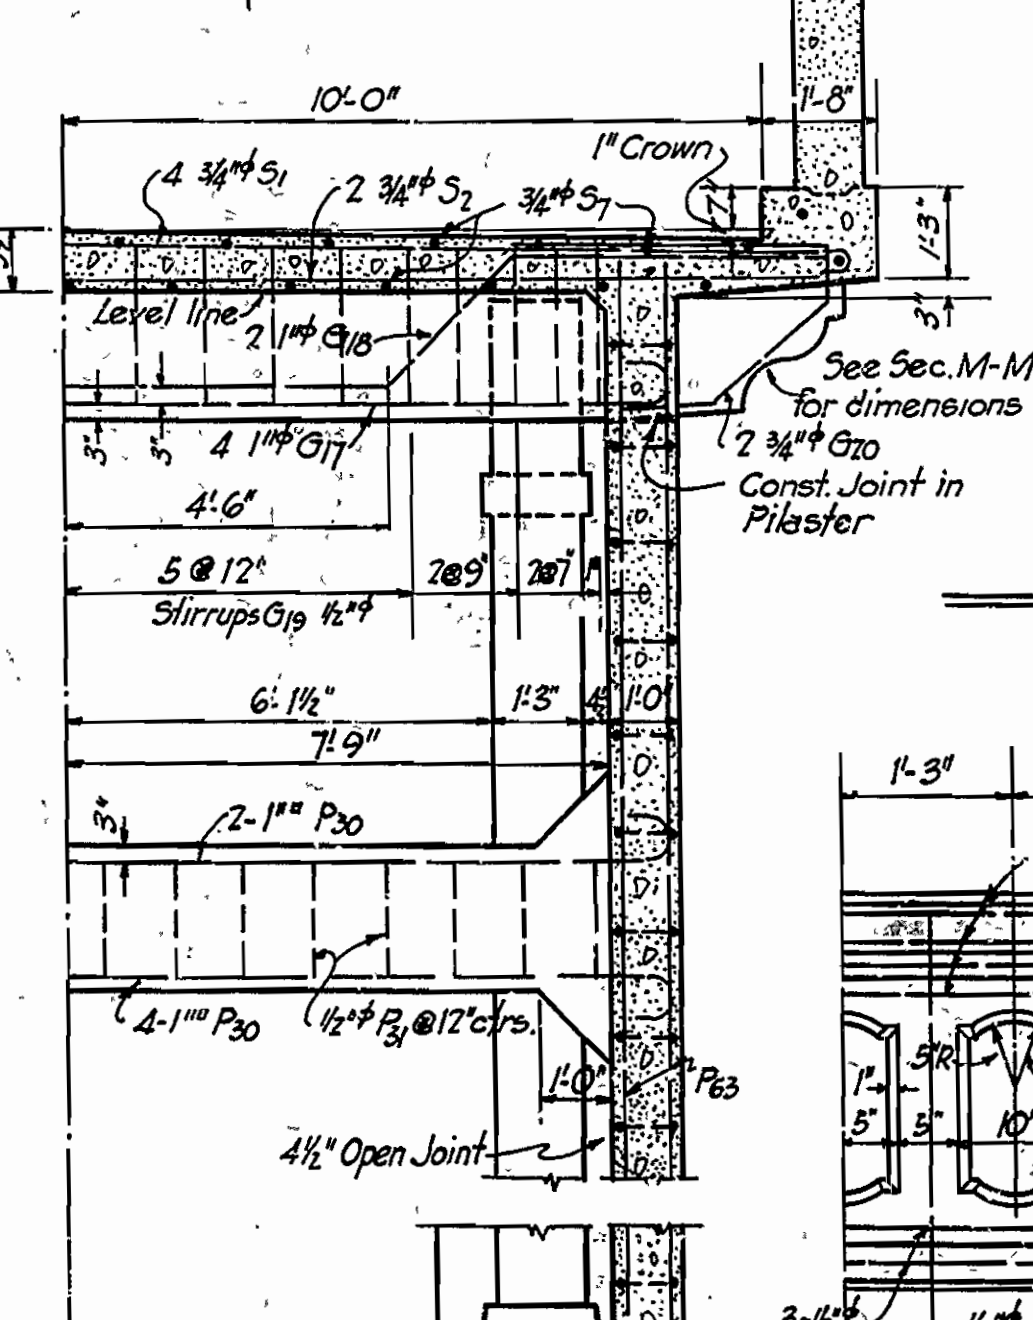 10'-0"
1'-8"
1" Crown
4 3/4"ϕ S1
2 3/4"ϕ S2
3/4"ϕ S7
7"
1'-3"
3"
Level line
2 1"ϕ G18
See Sec. M-M
for dimensions
3"
3"
4 1"ϕ G17
2 3/4"ϕ G20
Const. Joint in
Pilaster
4'-6"
5 @ 12"
2@9"
2@7"
Stirrups G19 1/2"ϕ
6'-1 1/2"
1'-3"
1'-0"
7'-9"
1'-3"
3"
2-1"□ P30
4-1"□ P30
1/2"ϕ P31 @ 12" ctrs.
5"R
1'-0"
P63
1"
5"
5"
10"
4 1/2" Open Joint